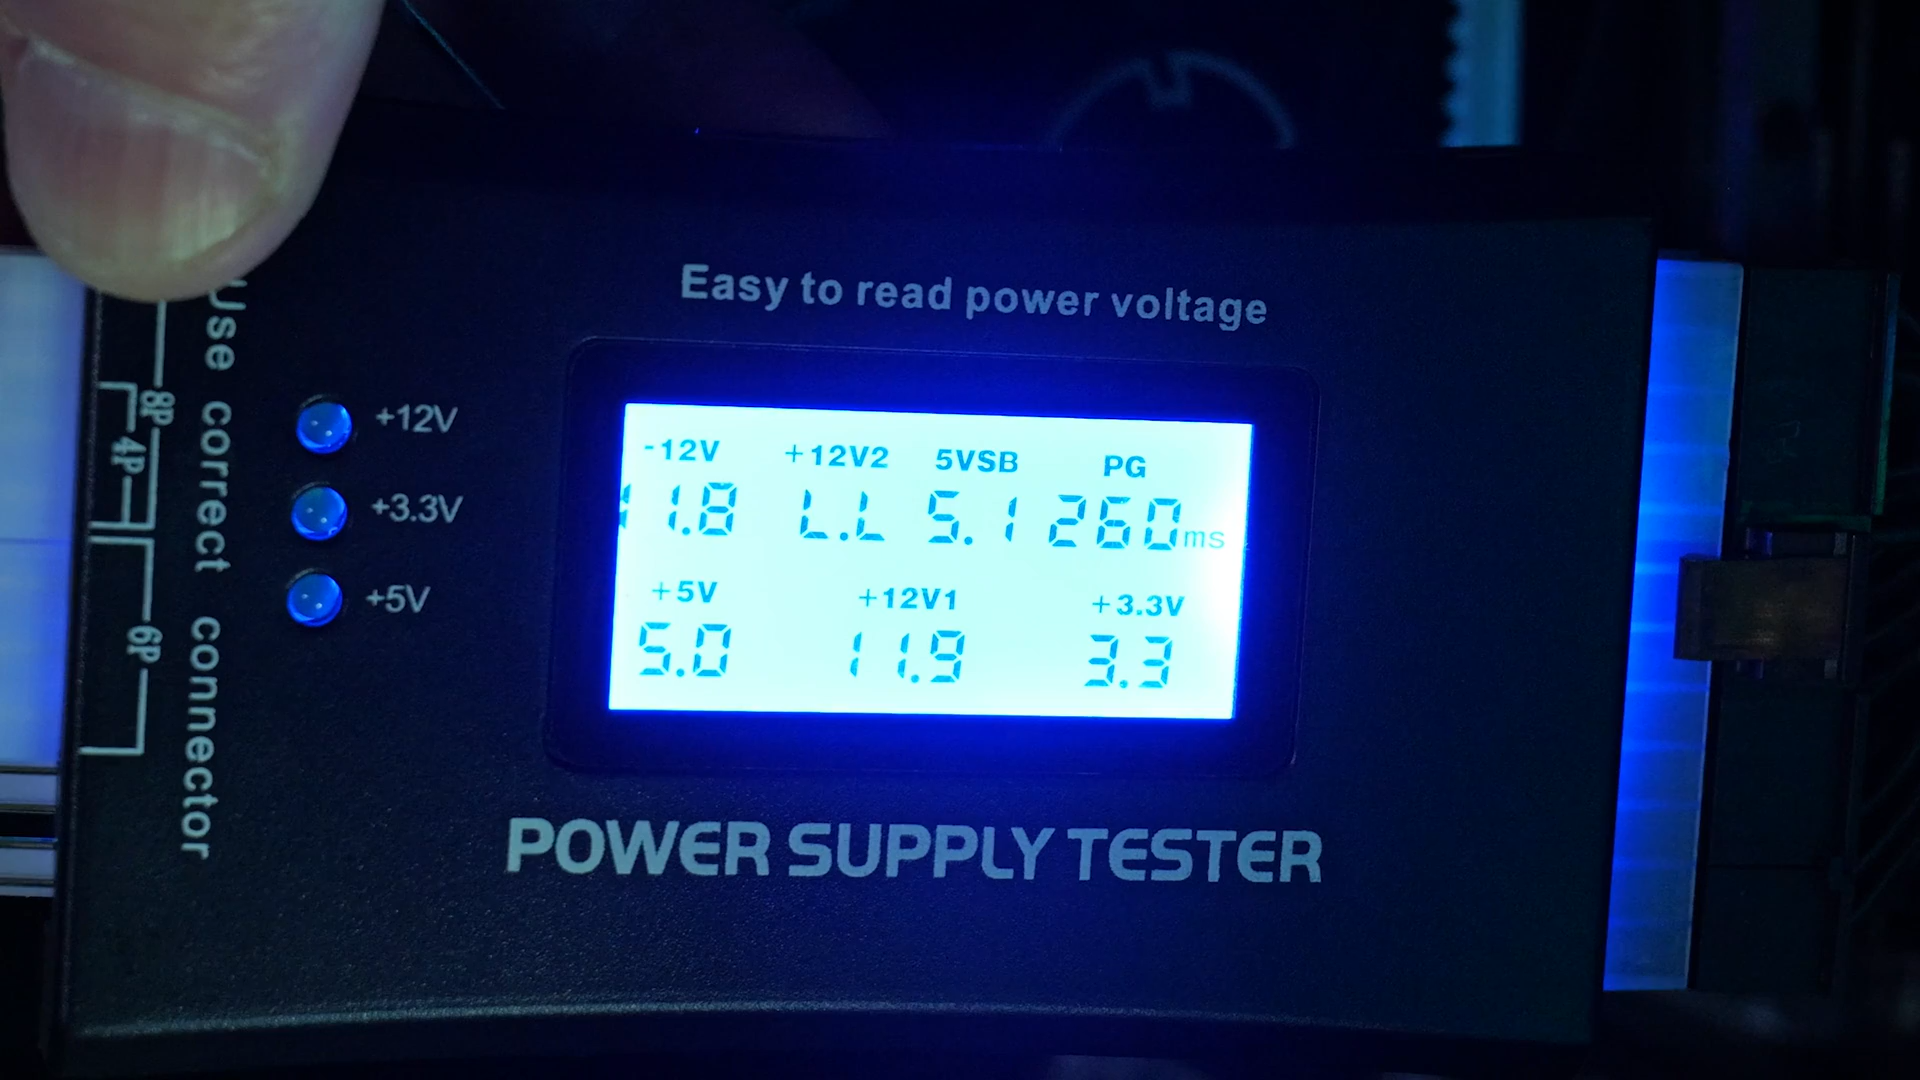 Easy to read power voltage
Use correct connector
8P
4P
6P
+12V
+3.3V
+5V
-12V +12V2 5VSB PG
11.8 L.L 5.1 260ms
+5V +12V1 +3.3V
5.0 11.9 3.3
POWER SUPPLY TESTER